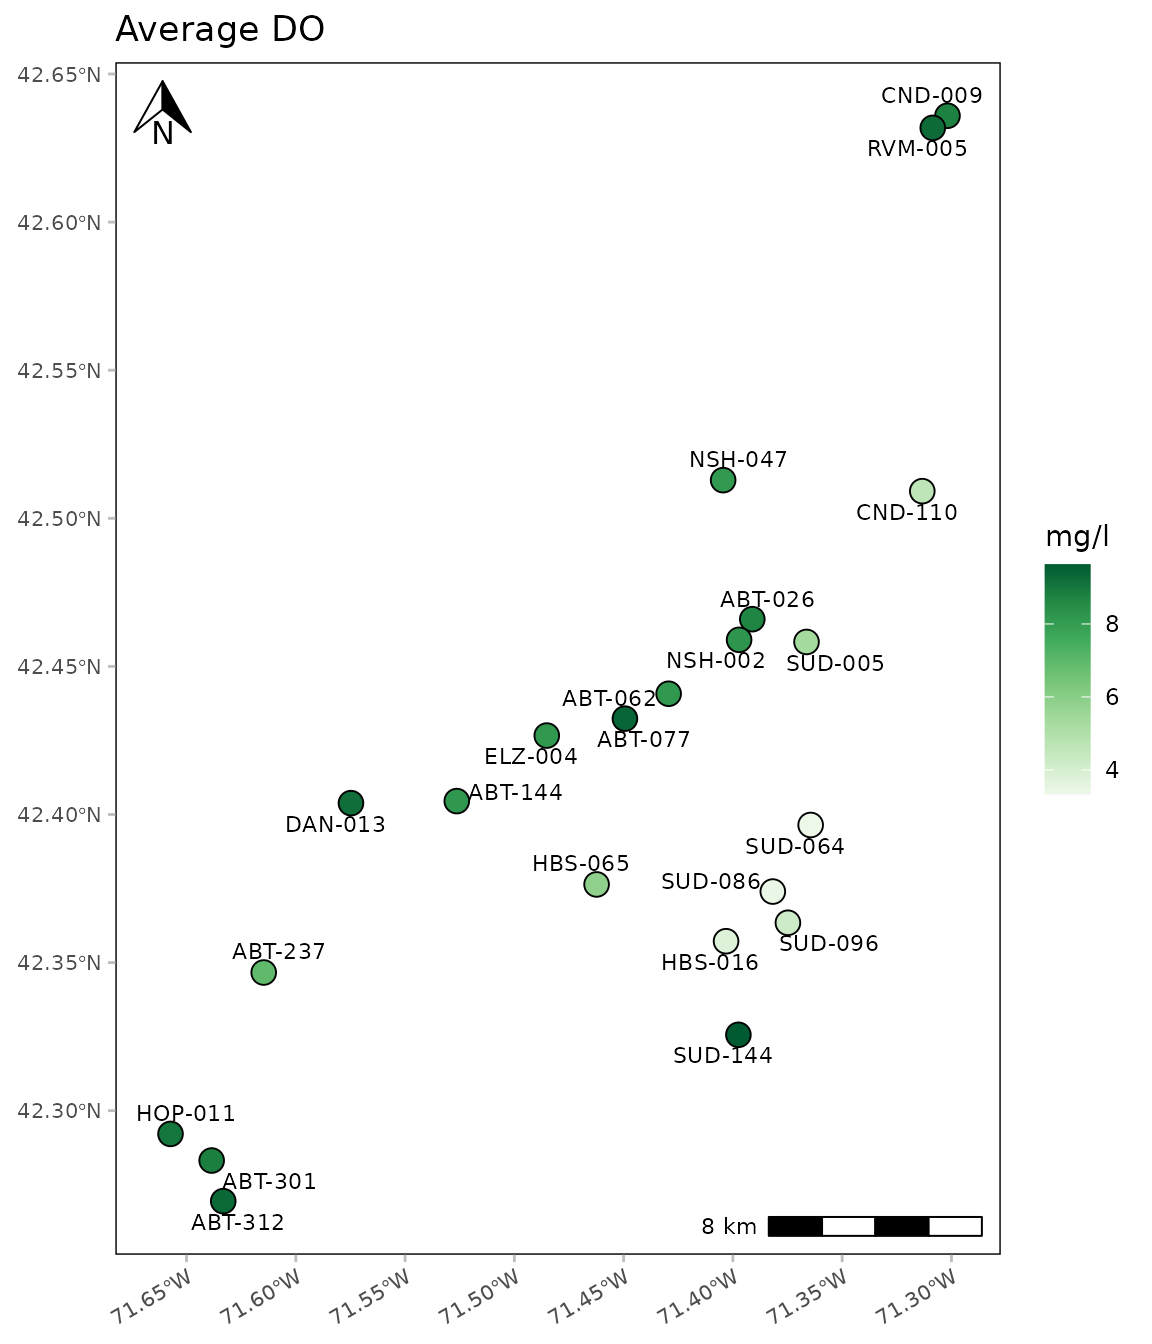 Average DO
42.65°N
42.60°N
42.55°N
42.50°N
42.45°N
42.40°N
42.35°N
42.30°N
N
CND-009
RVM-005
NSH-047
CND-110
ABT-026
NSH-002
SUD-005
ABT-062
ABT-077
ELZ-004
ABT-144
DAN-013
SUD-064
HBS-065
SUD-086
SUD-096
ABT-237
HBS-016
SUD-144
HOP-011
ABT-301
ABT-312
8 km
71.65°W
71.60°W
71.55°W
71.50°W
71.45°W
71.40°W
71.35°W
71.30°W
mg/l
8
6
4